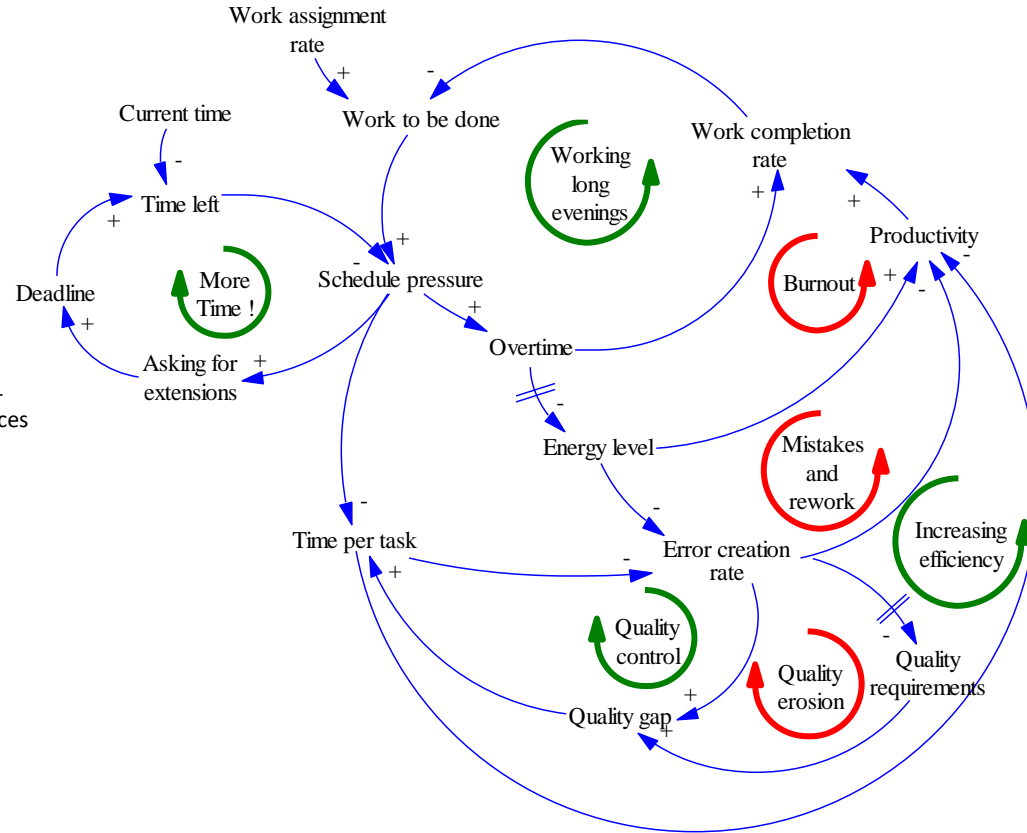 Work assignment
rate
+
-
Current time
Work to be done
Work completion
rate
-
Working
long
evenings
+
+
Time left
+
+
-
Productivity
-
More
Time !
Schedule pressure
Burnout
+
-
Deadline
+
+
Overtime
Asking for
extensions
+
-
ces
-
Energy level
Mistakes
and
rework
-
-
Time per task
+
-
Error creation
rate
Increasing
efficiency
Quality
control
-
Quality
erosion
Quality
requirements
+
Quality gap
+